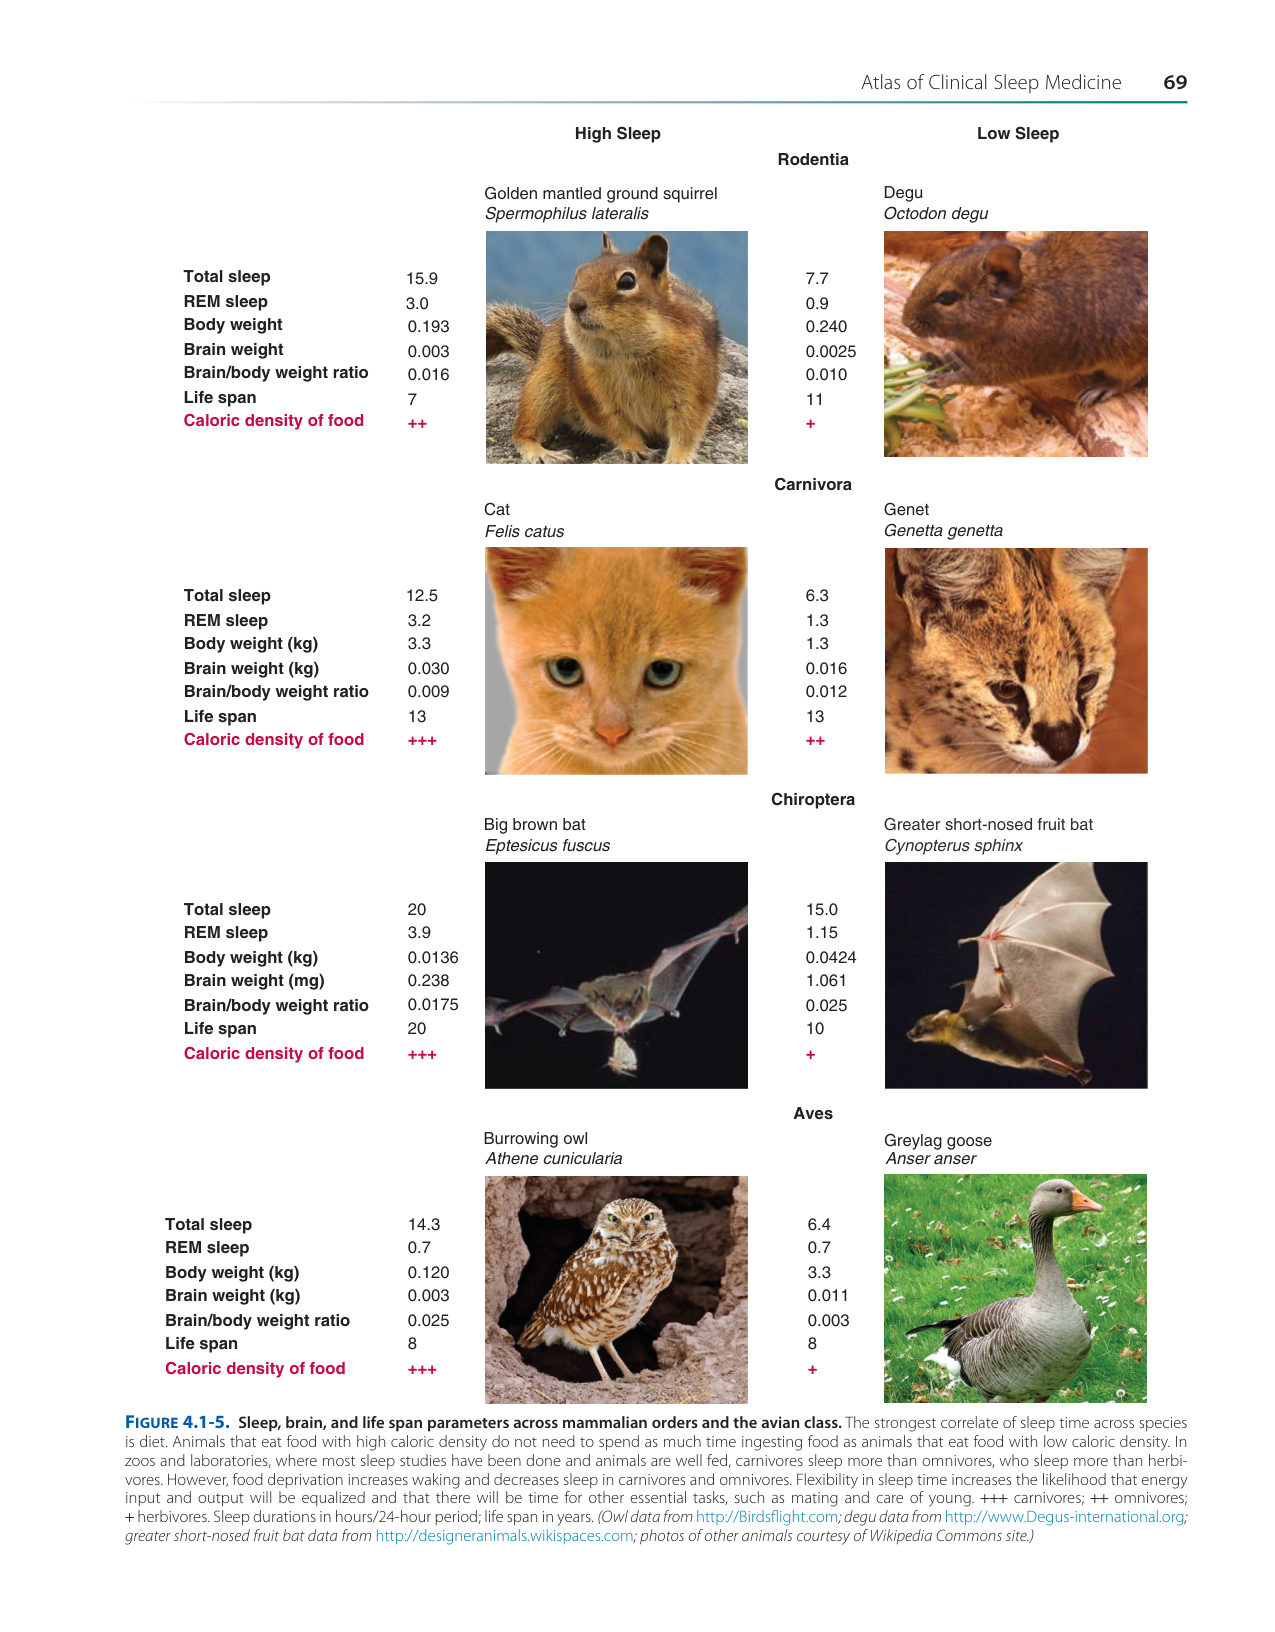 Atlas of Clinical Sleep Medicine 69
High Sleep Low Sleep
Rodentia
Golden mantled ground squirrel Degu
Spermophilus lateralis Octodon degu
Total sleep 15.9 7.7
REM sleep 3.0 0.9
Body weight 0.193 0.240
Brain weight 0.003 0.0025
Brain/body weight ratio 0.016 0.010
Life span 7 11
Caloric density of food ++ +
Carnivora
Cat Genet
Felis catus Genetta genetta
Total sleep 12.5 6.3
REM sleep 3.2 1.3
Body weight (kg) 3.3 1.3
Brain weight (kg) 0.030 0.016
Brain/body weight ratio 0.009 0.012
Life span 13 13
Caloric density of food +++ ++
Chiroptera
Big brown bat Greater short-nosed fruit bat
Eptesicus fuscus Cynopterus sphinx
Total sleep 20 15.0
REM sleep 3.9 1.15
Body weight (kg) 0.0136 0.0424
Brain weight (mg) 0.238 1.061
Brain/body weight ratio 0.0175 0.025
Life span 20 10
Caloric density of food +++ +
Aves
Burrowing owl Greylag goose
Athene cunicularia Anser anser
Total sleep 14.3 6.4
REM sleep 0.7 0.7
Body weight (kg) 0.120 3.3
Brain weight (kg) 0.003 0.011
Brain/body weight ratio 0.025 0.003
Life span 8 8
Caloric density of food +++ +
FIGURE 4.1-5. Sleep, brain, and life span parameters across mammalian orders and the avian class. The strongest correlate of sleep time across species
is diet. Animals that eat food with high caloric density do not need to spend as much time ingesting food as animals that eat food with low caloric density. In
zoos and laboratories, where most sleep studies have been done and animals are well fed, carnivores sleep more than omnivores, who sleep more than herbi-
vores. However, food deprivation increases waking and decreases sleep in carnivores and omnivores. Flexibility in sleep time increases the likelihood that energy
input and output will be equalized and that there will be time for other essential tasks, such as mating and care of young. +++ carnivores; ++ omnivores;
+ herbivores. Sleep durations in hours/24-hour period; life span in years. (Owl data from http://Birdsflight.com; degu data from http://www.Degus-international.org;
greater short-nosed fruit bat data from http://designeranimals.wikispaces.com; photos of other animals courtesy of Wikipedia Commons site.)